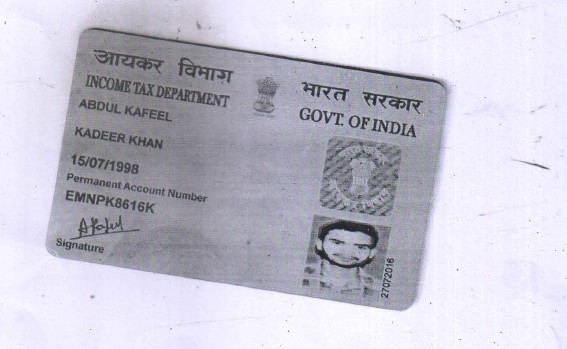 आयकर विभाग
INCOME TAX DEPARTMENT
भारत सरकार
GOVT. OF INDIA
ABDUL KAFEEL
KADEER KHAN
15/07/1998
Permanent Account Number
EMNPK8616K
AKafeel
Signature
27072016